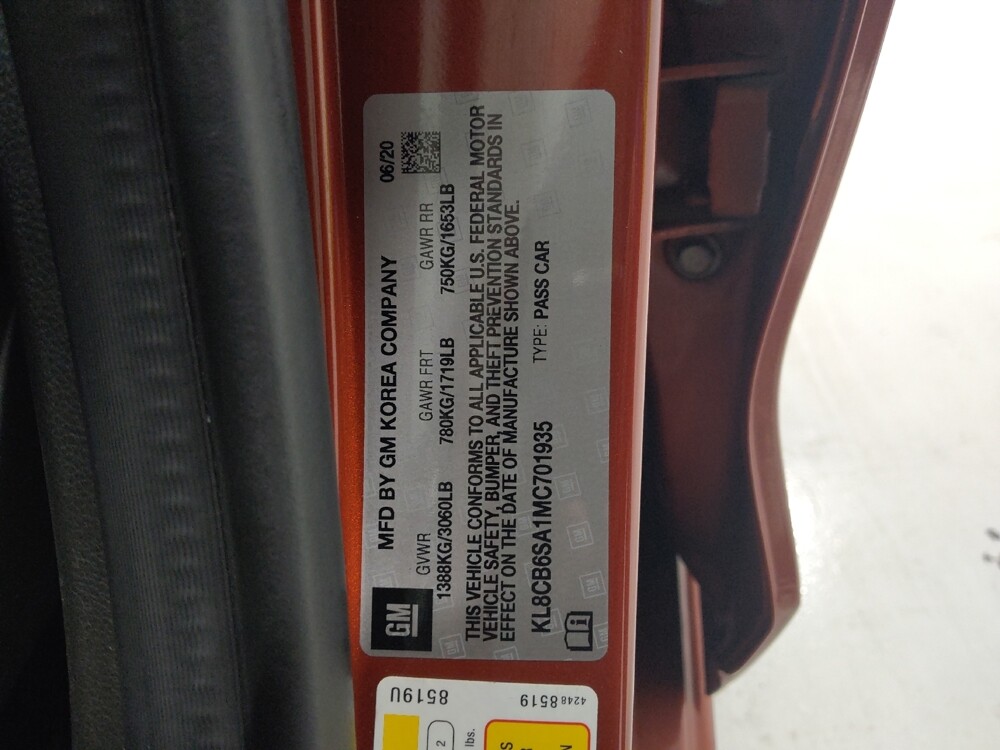 MFD BY GM KOREA COMPANY 06/20
GM
GVWR GAWR FRT GAWR RR
1388KG/3060LB 780KG/1719LB 750KG/1653LB
THIS VEHICLE CONFORMS TO ALL APPLICABLE U.S. FEDERAL MOTOR
VEHICLE SAFETY, BUMPER, AND THEFT PREVENTION STANDARDS IN
EFFECT ON THE DATE OF MANUFACTURE SHOWN ABOVE.
KL8CB6SA1MC701935 TYPE: PASS CAR
8519U
4248 8519
2
lbs.